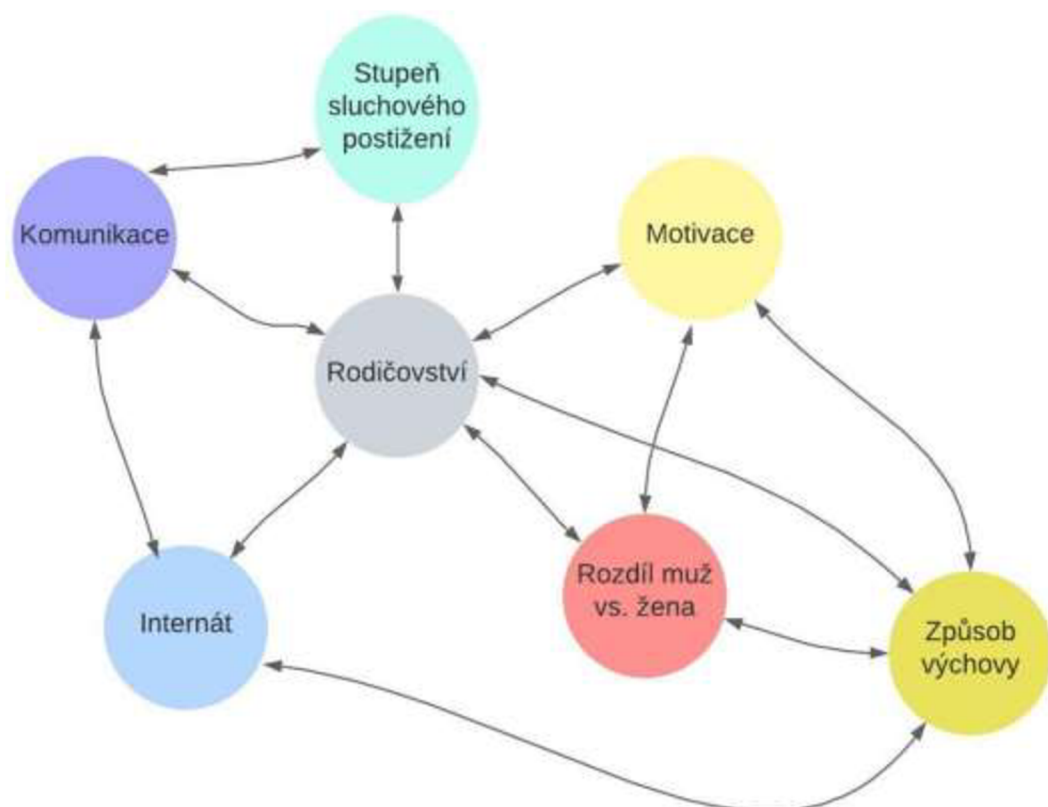 Stupeň
sluchového
postižení
Komunikace
Motivace
Rodičovství
Rozdíl muž
vs. žena
Internát
Způsob
výchovy